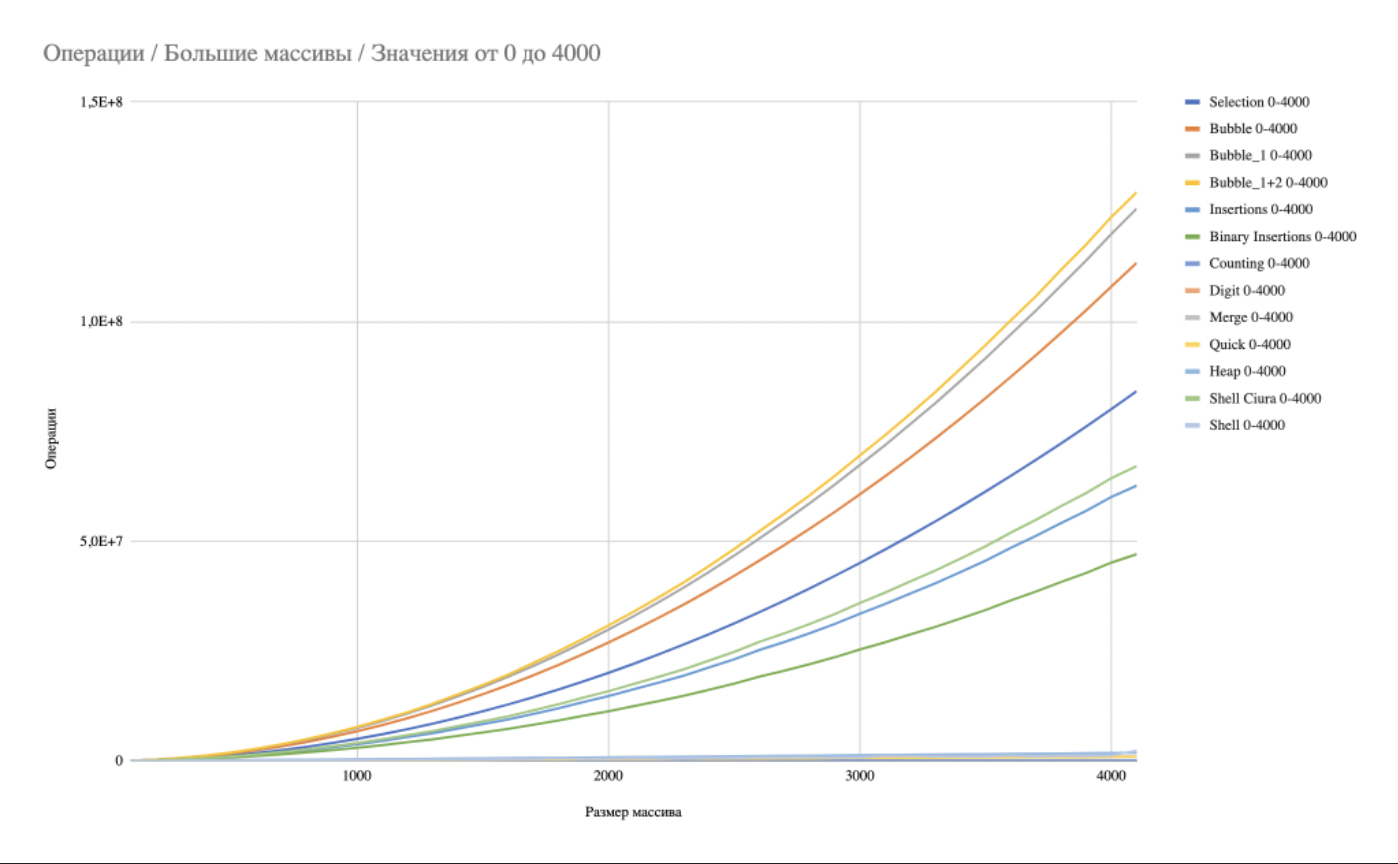 Операции / Большие массивы / Значения от 0 до 4000
1,5E+8
1,0E+8
5,0E+7
0
Операции
1000
2000
3000
4000
Размер массива
Selection 0-4000
Bubble 0-4000
Bubble_1 0-4000
Bubble_1+2 0-4000
Insertions 0-4000
Binary Insertions 0-4000
Counting 0-4000
Digit 0-4000
Merge 0-4000
Quick 0-4000
Heap 0-4000
Shell Ciura 0-4000
Shell 0-4000